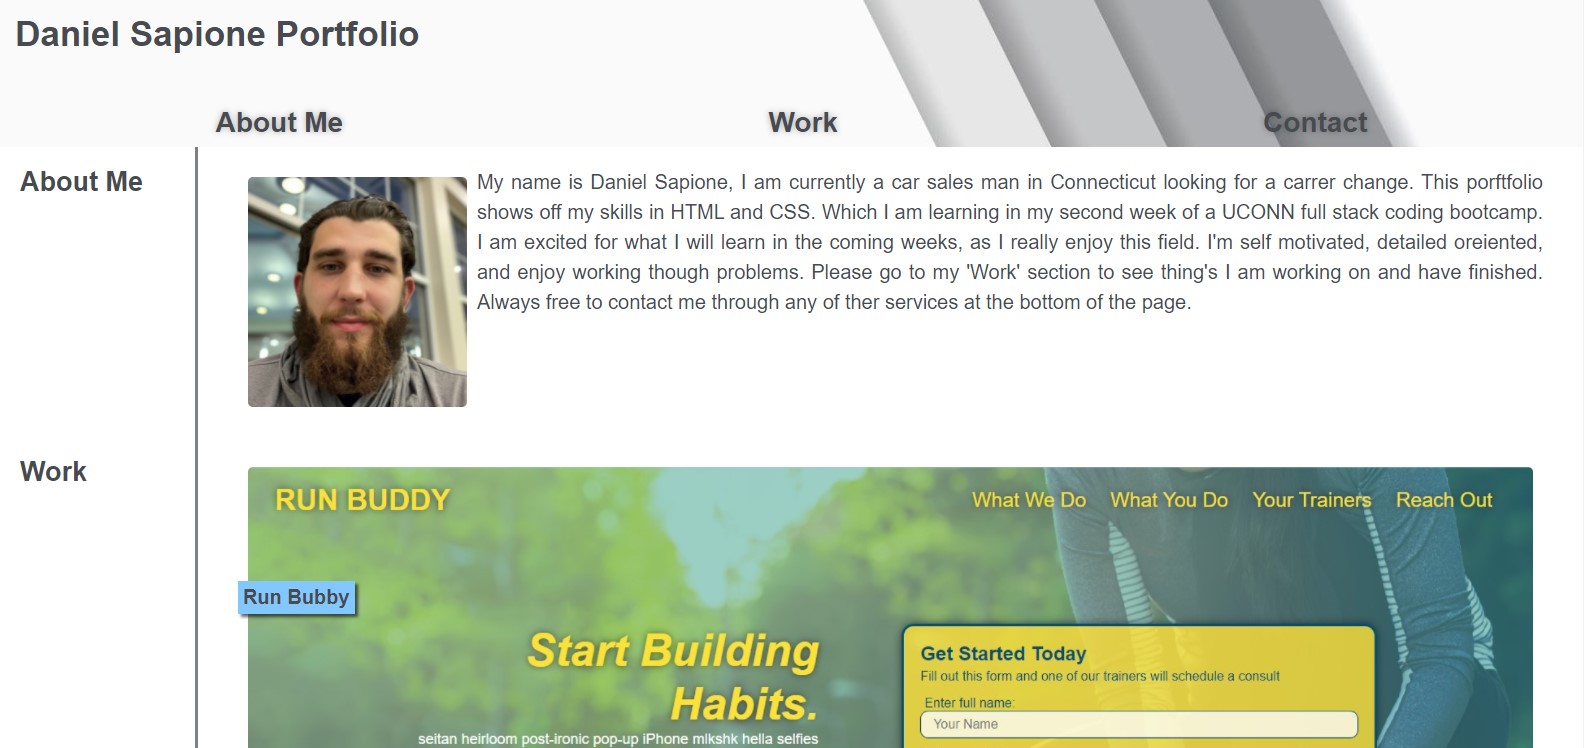 Daniel Sapione Portfolio
About Me
Work
Contact
About Me
My name is Daniel Sapione, I am currently a car sales man in Connecticut looking for a carrer change. This porftfolio
shows off my skills in HTML and CSS. Which I am learning in my second week of a UCONN full stack coding bootcamp.
I am excited for what I will learn in the coming weeks, as I really enjoy this field. I'm self motivated, detailed oreiented,
and enjoy working though problems. Please go to my 'Work' section to see thing's I am working on and have finished.
Always free to contact me through any of ther services at the bottom of the page.
Work
RUN BUDDY
What We Do
What You Do
Your Trainers
Reach Out
Run Bubby
Start Building
Habits.
seitan heirloom post-ironic pop-up iPhone mlkshk hella selfies
Get Started Today
Fill out this form and one of our trainers will schedule a consult
Enter full name:
Your Name